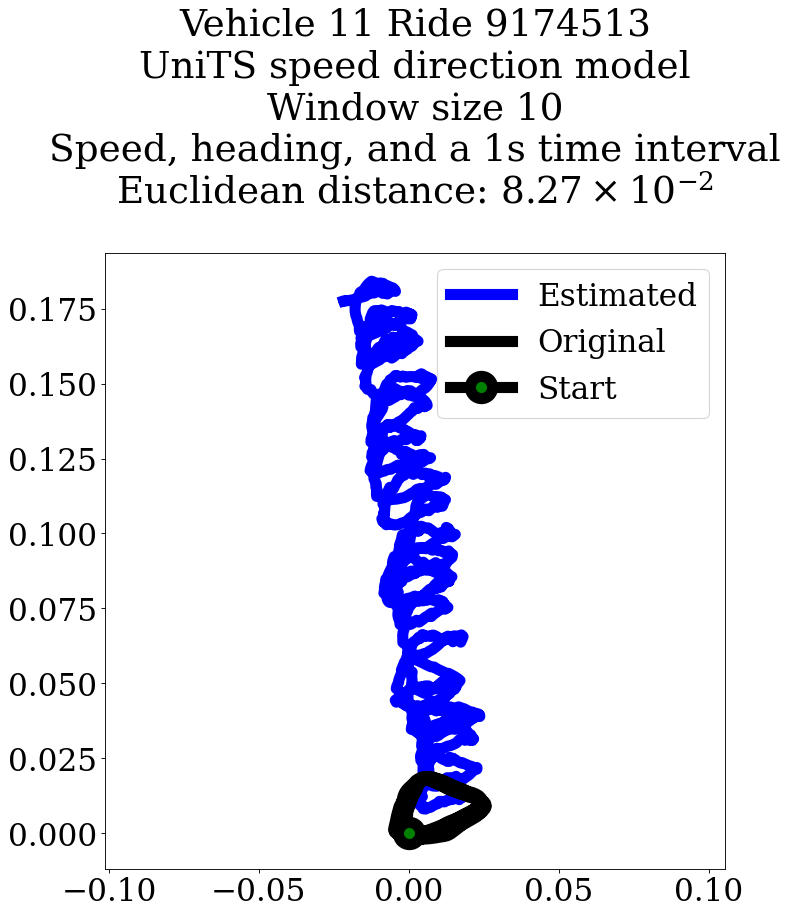 Vehicle 11 Ride 9174513
UniTS speed direction model
Window size 10
Speed, heading, and a 1s time interval
Euclidean distance: 8.27 × 10⁻²
Estimated
Original
Start
0.175
0.150
0.125
0.100
0.075
0.050
0.025
0.000
−0.10 −0.05 0.00 0.05 0.10